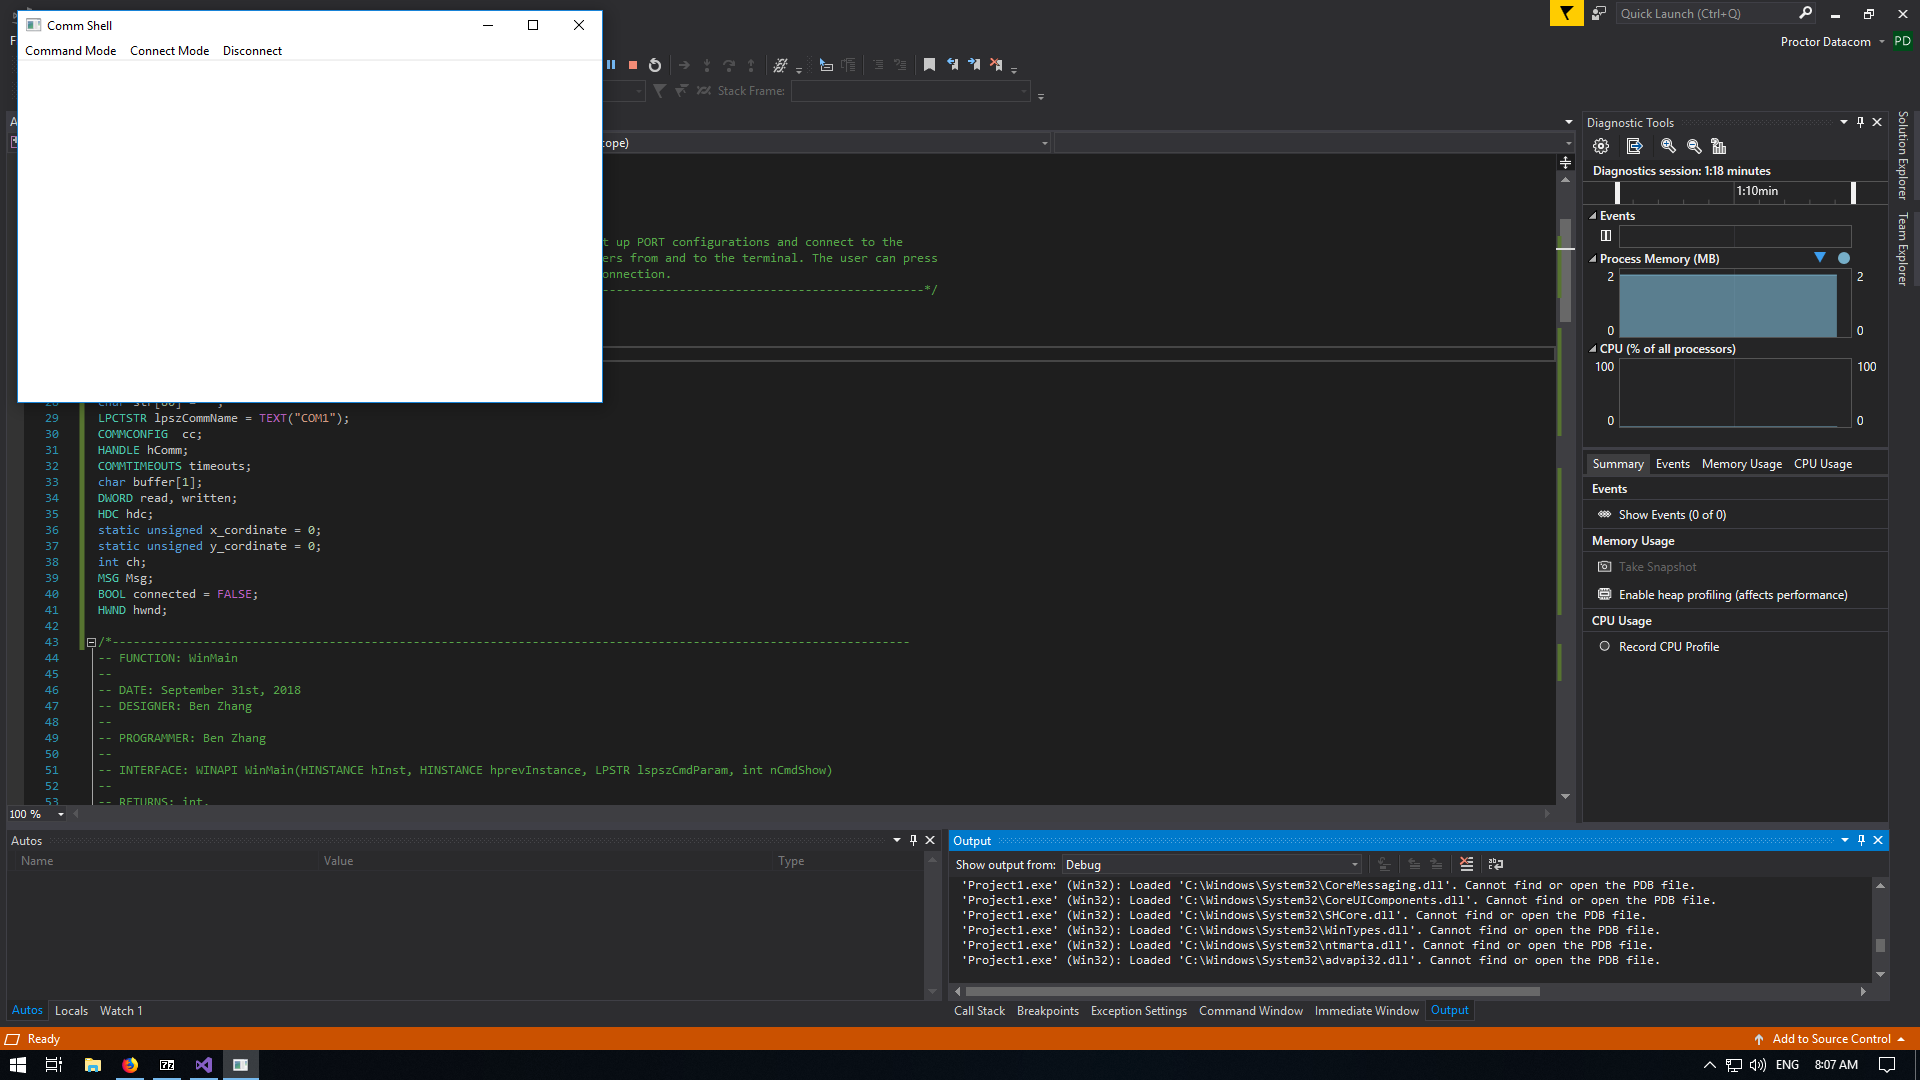 Comm Shell
Command Mode Connect Mode Disconnect
Quick Launch (Ctrl+Q)
Proctor Datacom PD
F
Stack Frame:
A
cope)
t up PORT configurations and connect to the
ers from and to the terminal. The user can press
onnection.
------------------------------------------------*/
28
29 LPCTSTR lpszCommName = TEXT("COM1");
30 COMMCONFIG  cc;
31 HANDLE hComm;
32 COMMTIMEOUTS timeouts;
33 char buffer[1];
34 DWORD read, written;
35 HDC hdc;
36 static unsigned x_cordinate = 0;
37 static unsigned y_cordinate = 0;
38 int ch;
39 MSG Msg;
40 BOOL connected = FALSE;
41 HWND hwnd;
42
43 /*------------------------------------------------------------------------------------------------------------------
44 -- FUNCTION: WinMain
45 --
46 -- DATE: September 31st, 2018
47 -- DESIGNER: Ben Zhang
48 --
49 -- PROGRAMMER: Ben Zhang
50 --
51 -- INTERFACE: WINAPI WinMain(HINSTANCE hInst, HINSTANCE hprevInstance, LPSTR lspszCmdParam, int nCmdShow)
52 --
53 -- RETURNS: int.
100 %
Diagnostic Tools
Diagnostics session: 1:18 minutes
1:10min
Events
Process Memory (MB)
2 2
0 0
CPU (% of all processors)
100 100
0 0
Summary Events Memory Usage CPU Usage
Events
Show Events (0 of 0)
Memory Usage
Take Snapshot
Enable heap profiling (affects performance)
CPU Usage
Record CPU Profile
Solution Explorer
Team Explorer
Autos
Name Value Type
Autos Locals Watch 1
Output
Show output from: Debug
'Project1.exe' (Win32): Loaded 'C:\Windows\System32\CoreMessaging.dll'. Cannot find or open the PDB file.
'Project1.exe' (Win32): Loaded 'C:\Windows\System32\CoreUIComponents.dll'. Cannot find or open the PDB file.
'Project1.exe' (Win32): Loaded 'C:\Windows\System32\SHCore.dll'. Cannot find or open the PDB file.
'Project1.exe' (Win32): Loaded 'C:\Windows\System32\WinTypes.dll'. Cannot find or open the PDB file.
'Project1.exe' (Win32): Loaded 'C:\Windows\System32\ntmarta.dll'. Cannot find or open the PDB file.
'Project1.exe' (Win32): Loaded 'C:\Windows\System32\advapi32.dll'. Cannot find or open the PDB file.
Call Stack Breakpoints Exception Settings Command Window Immediate Window Output
Ready
Add to Source Control
ENG 8:07 AM